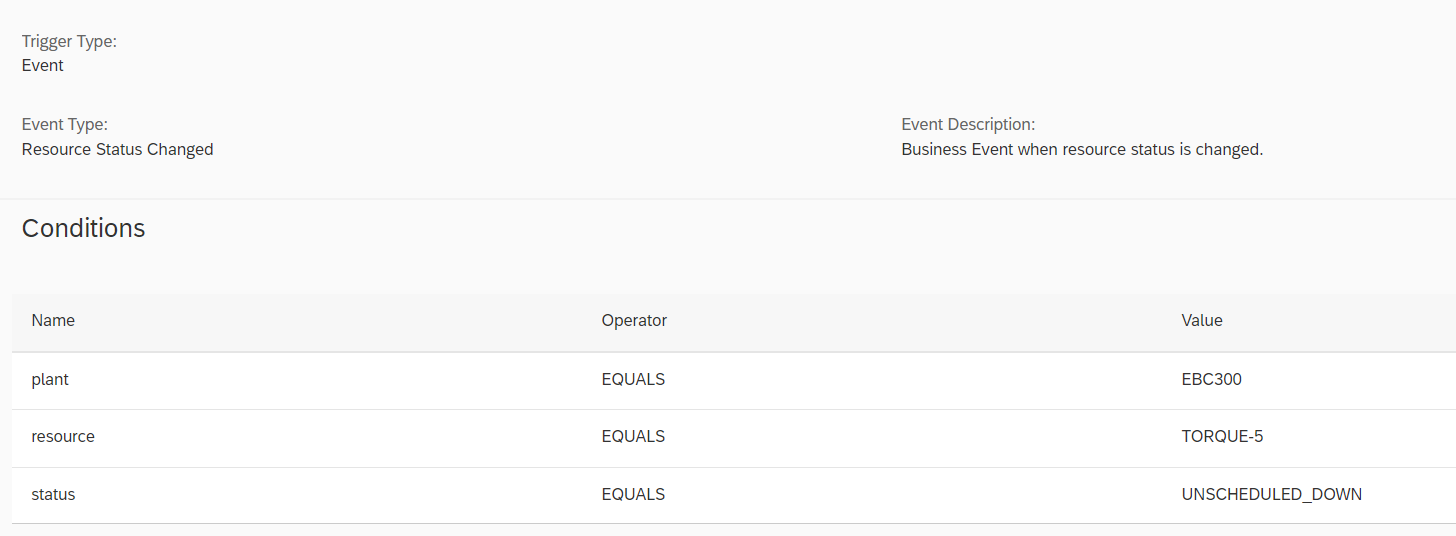 Trigger Type:
Event
Event Type:
Event Description:
Resource Status Changed
Business Event when resource status is changed.
Conditions
Name Operator Value
plant EQUALS EBC300
resource EQUALS TORQUE-5
status EQUALS UNSCHEDULED_DOWN